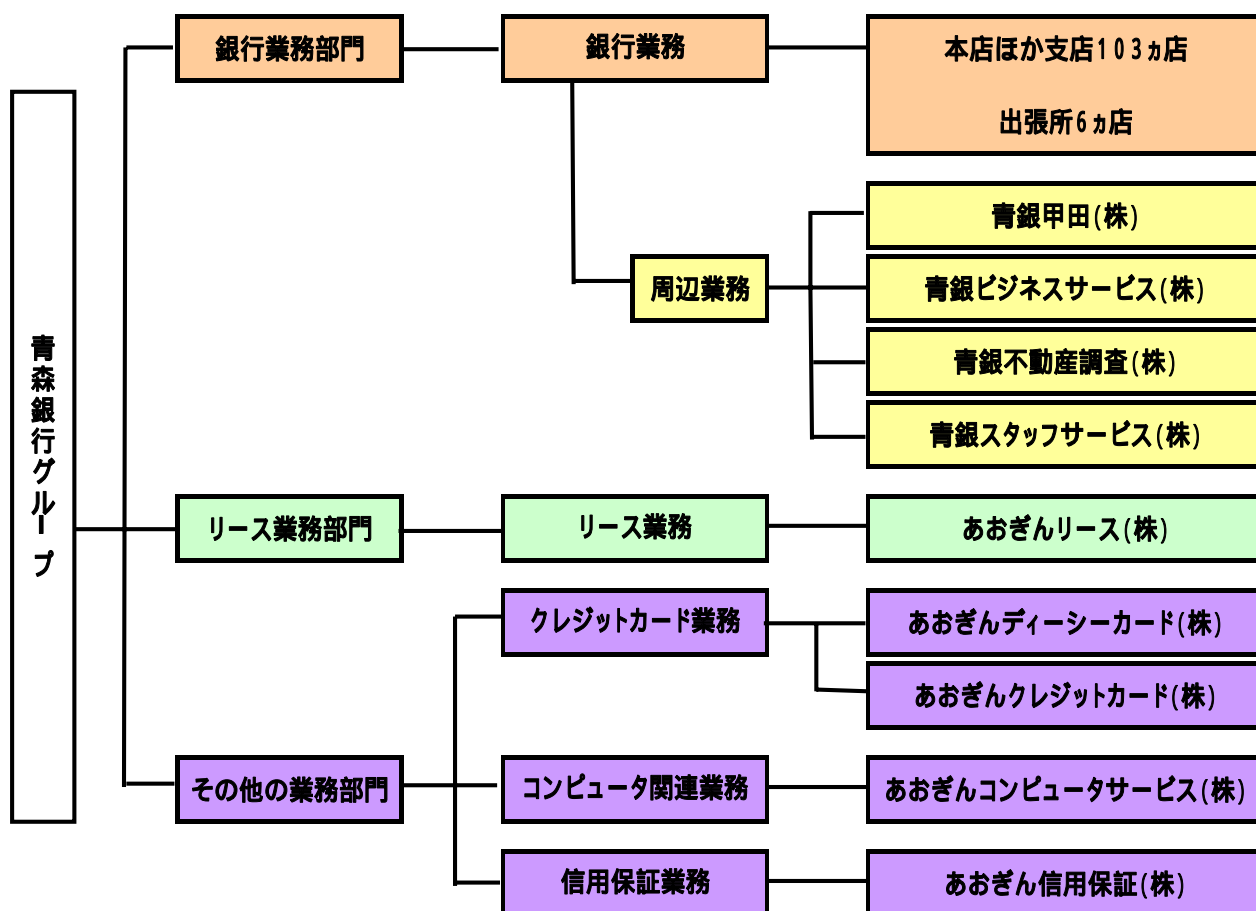 青森銀行グループ
銀行業務部門
銀行業務
本店ほか支店103ヵ店
出張所6ヵ店
周辺業務
青銀甲田(株)
青銀ビジネスサービス(株)
青銀不動産調査(株)
青銀スタッフサービス(株)
リース業務部門
リース業務
あおぎんリース(株)
その他の業務部門
クレジットカード業務
あおぎんディーシーカード(株)
あおぎんクレジットカード(株)
コンピュータ関連業務
あおぎんコンピュータサービス(株)
信用保証業務
あおぎん信用保証(株)